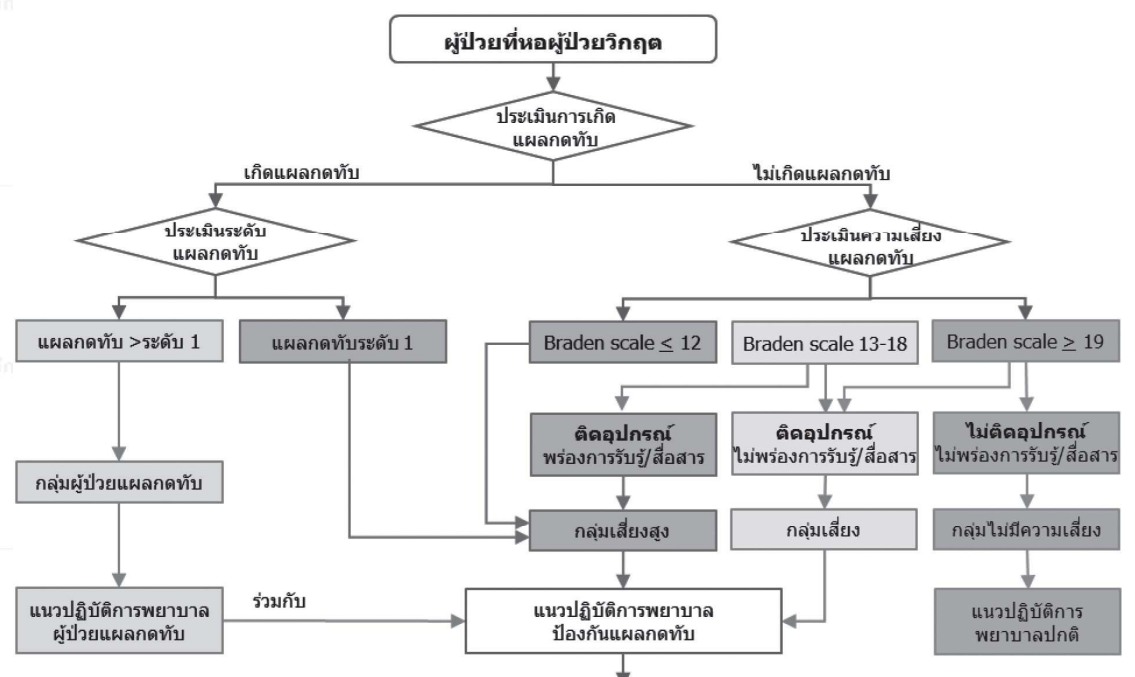 ผู้ป่วยที่หอผู้ป่วยวิกฤต
ประเมินการเกิด
แผลกดทับ
เกิดแผลกดทับ
ไม่เกิดแผลกดทับ
ประเมินระดับ
แผลกดทับ
ประเมินความเสี่ยง
แผลกดทับ
แผลกดทับ >ระดับ 1
แผลกดทับระดับ 1
Braden scale ≤ 12
Braden scale 13-18
Braden scale ≥ 19
ติดอุปกรณ์
พร่องการรับรู้/สื่อสาร
ติดอุปกรณ์
ไม่พร่องการรับรู้/สื่อสาร
ไม่ติดอุปกรณ์
ไม่พร่องการรับรู้/สื่อสาร
กลุ่มผู้ป่วยแผลกดทับ
กลุ่มเสี่ยงสูง
กลุ่มเสี่ยง
กลุ่มไม่มีความเสี่ยง
แนวปฏิบัติการพยาบาล
ผู้ป่วยแผลกดทับ
ร่วมกับ
แนวปฏิบัติการพยาบาล
ป้องกันแผลกดทับ
แนวปฏิบัติการ
พยาบาลปกติ